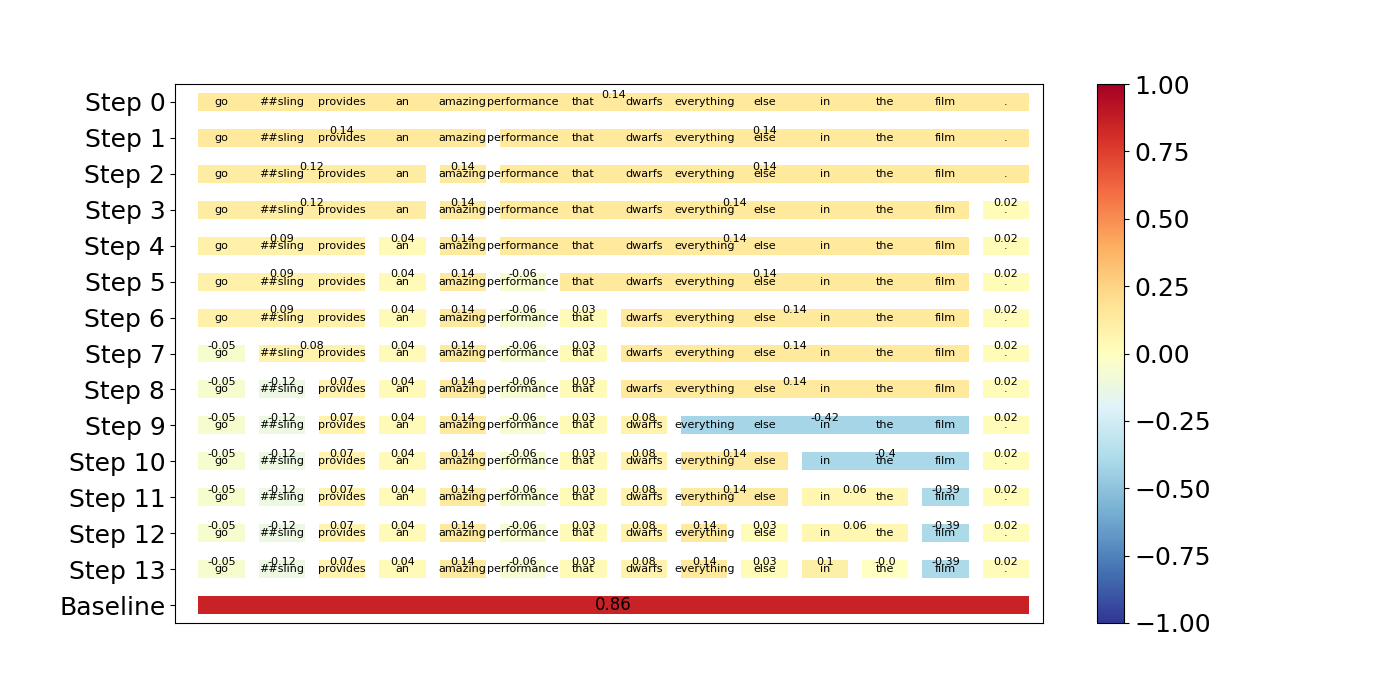 0.14
Step 0 go ##sling provides an amazing performance that dwarfs everything else in the film .
0.14 0.14
Step 1 go ##sling provides an amazing performance that dwarfs everything else in the film .
0.12 0.14 0.14
Step 2 go ##sling provides an amazing performance that dwarfs everything else in the film .
0.12 0.14 0.14 0.02
Step 3 go ##sling provides an amazing performance that dwarfs everything else in the film .
0.09 0.04 0.14 0.14 0.02
Step 4 go ##sling provides an amazing performance that dwarfs everything else in the film .
0.09 0.04 0.14 -0.06 0.14 0.02
Step 5 go ##sling provides an amazing performance that dwarfs everything else in the film .
0.09 0.04 0.14 -0.06 0.03 0.14 0.02
Step 6 go ##sling provides an amazing performance that dwarfs everything else in the film .
-0.05 0.08 0.04 0.14 -0.06 0.03 0.14 0.02
Step 7 go ##sling provides an amazing performance that dwarfs everything else in the film .
-0.05 -0.12 0.07 0.04 0.14 -0.06 0.03 0.14 0.02
Step 8 go ##sling provides an amazing performance that dwarfs everything else in the film .
-0.05 -0.12 0.07 0.04 0.14 -0.06 0.03 0.08 -0.42 0.02
Step 9 go ##sling provides an amazing performance that dwarfs everything else in the film .
-0.05 -0.12 0.07 0.04 0.14 -0.06 0.03 0.08 0.14 -0.4 0.02
Step 10 go ##sling provides an amazing performance that dwarfs everything else in the film .
-0.05 -0.12 0.07 0.04 0.14 -0.06 0.03 0.08 0.14 0.06 -0.39 0.02
Step 11 go ##sling provides an amazing performance that dwarfs everything else in the film .
-0.05 -0.12 0.07 0.04 0.14 -0.06 0.03 0.08 0.14 0.03 0.06 -0.39 0.02
Step 12 go ##sling provides an amazing performance that dwarfs everything else in the film .
-0.05 -0.12 0.07 0.04 0.14 -0.06 0.03 0.08 0.14 0.03 0.1 -0.0 -0.39 0.02
Step 13 go ##sling provides an amazing performance that dwarfs everything else in the film .
Baseline 0.86
1.00
0.75
0.50
0.25
0.00
−0.25
−0.50
−0.75
−1.00